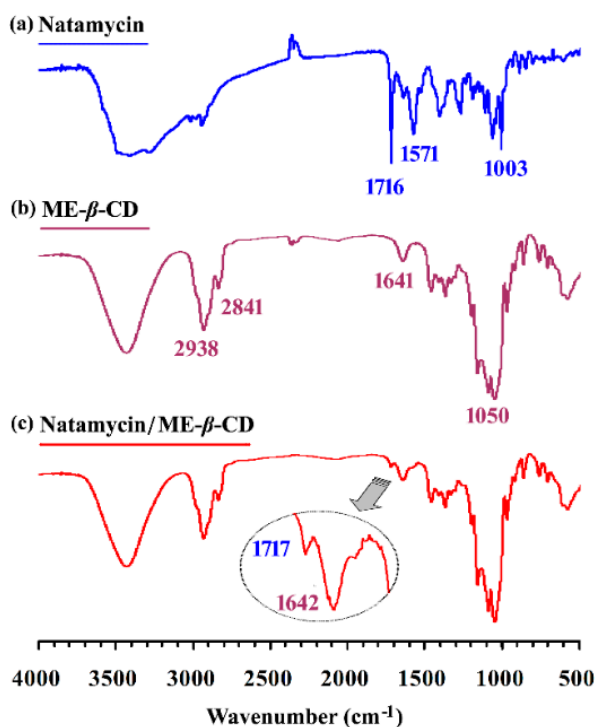 (a) Natamycin
1571
1003
1716
(b) ME-β-CD
1641
2841
2938
1050
(c) Natamycin/ME-β-CD
1717
1642
4000 3500 3000 2500 2000 1500 1000 500
Wavenumber (cm⁻¹)